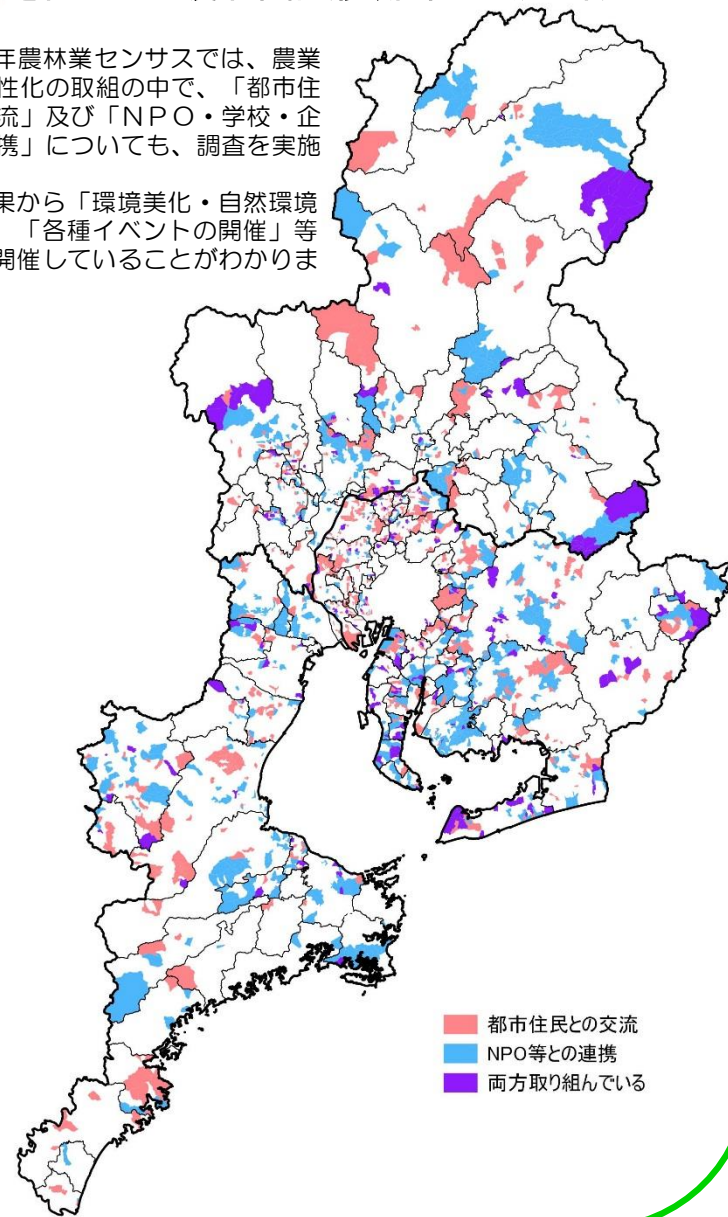 年農林業センサスでは、農業
性化の取組の中で、「都市住
流」及び「ＮＰＯ・学校・企
携」についても、調査を実施
果から「環境美化・自然環境
「各種イベントの開催」等
開催していることがわかりま
都市住民との交流
NPO等との連携
両方取り組んでいる